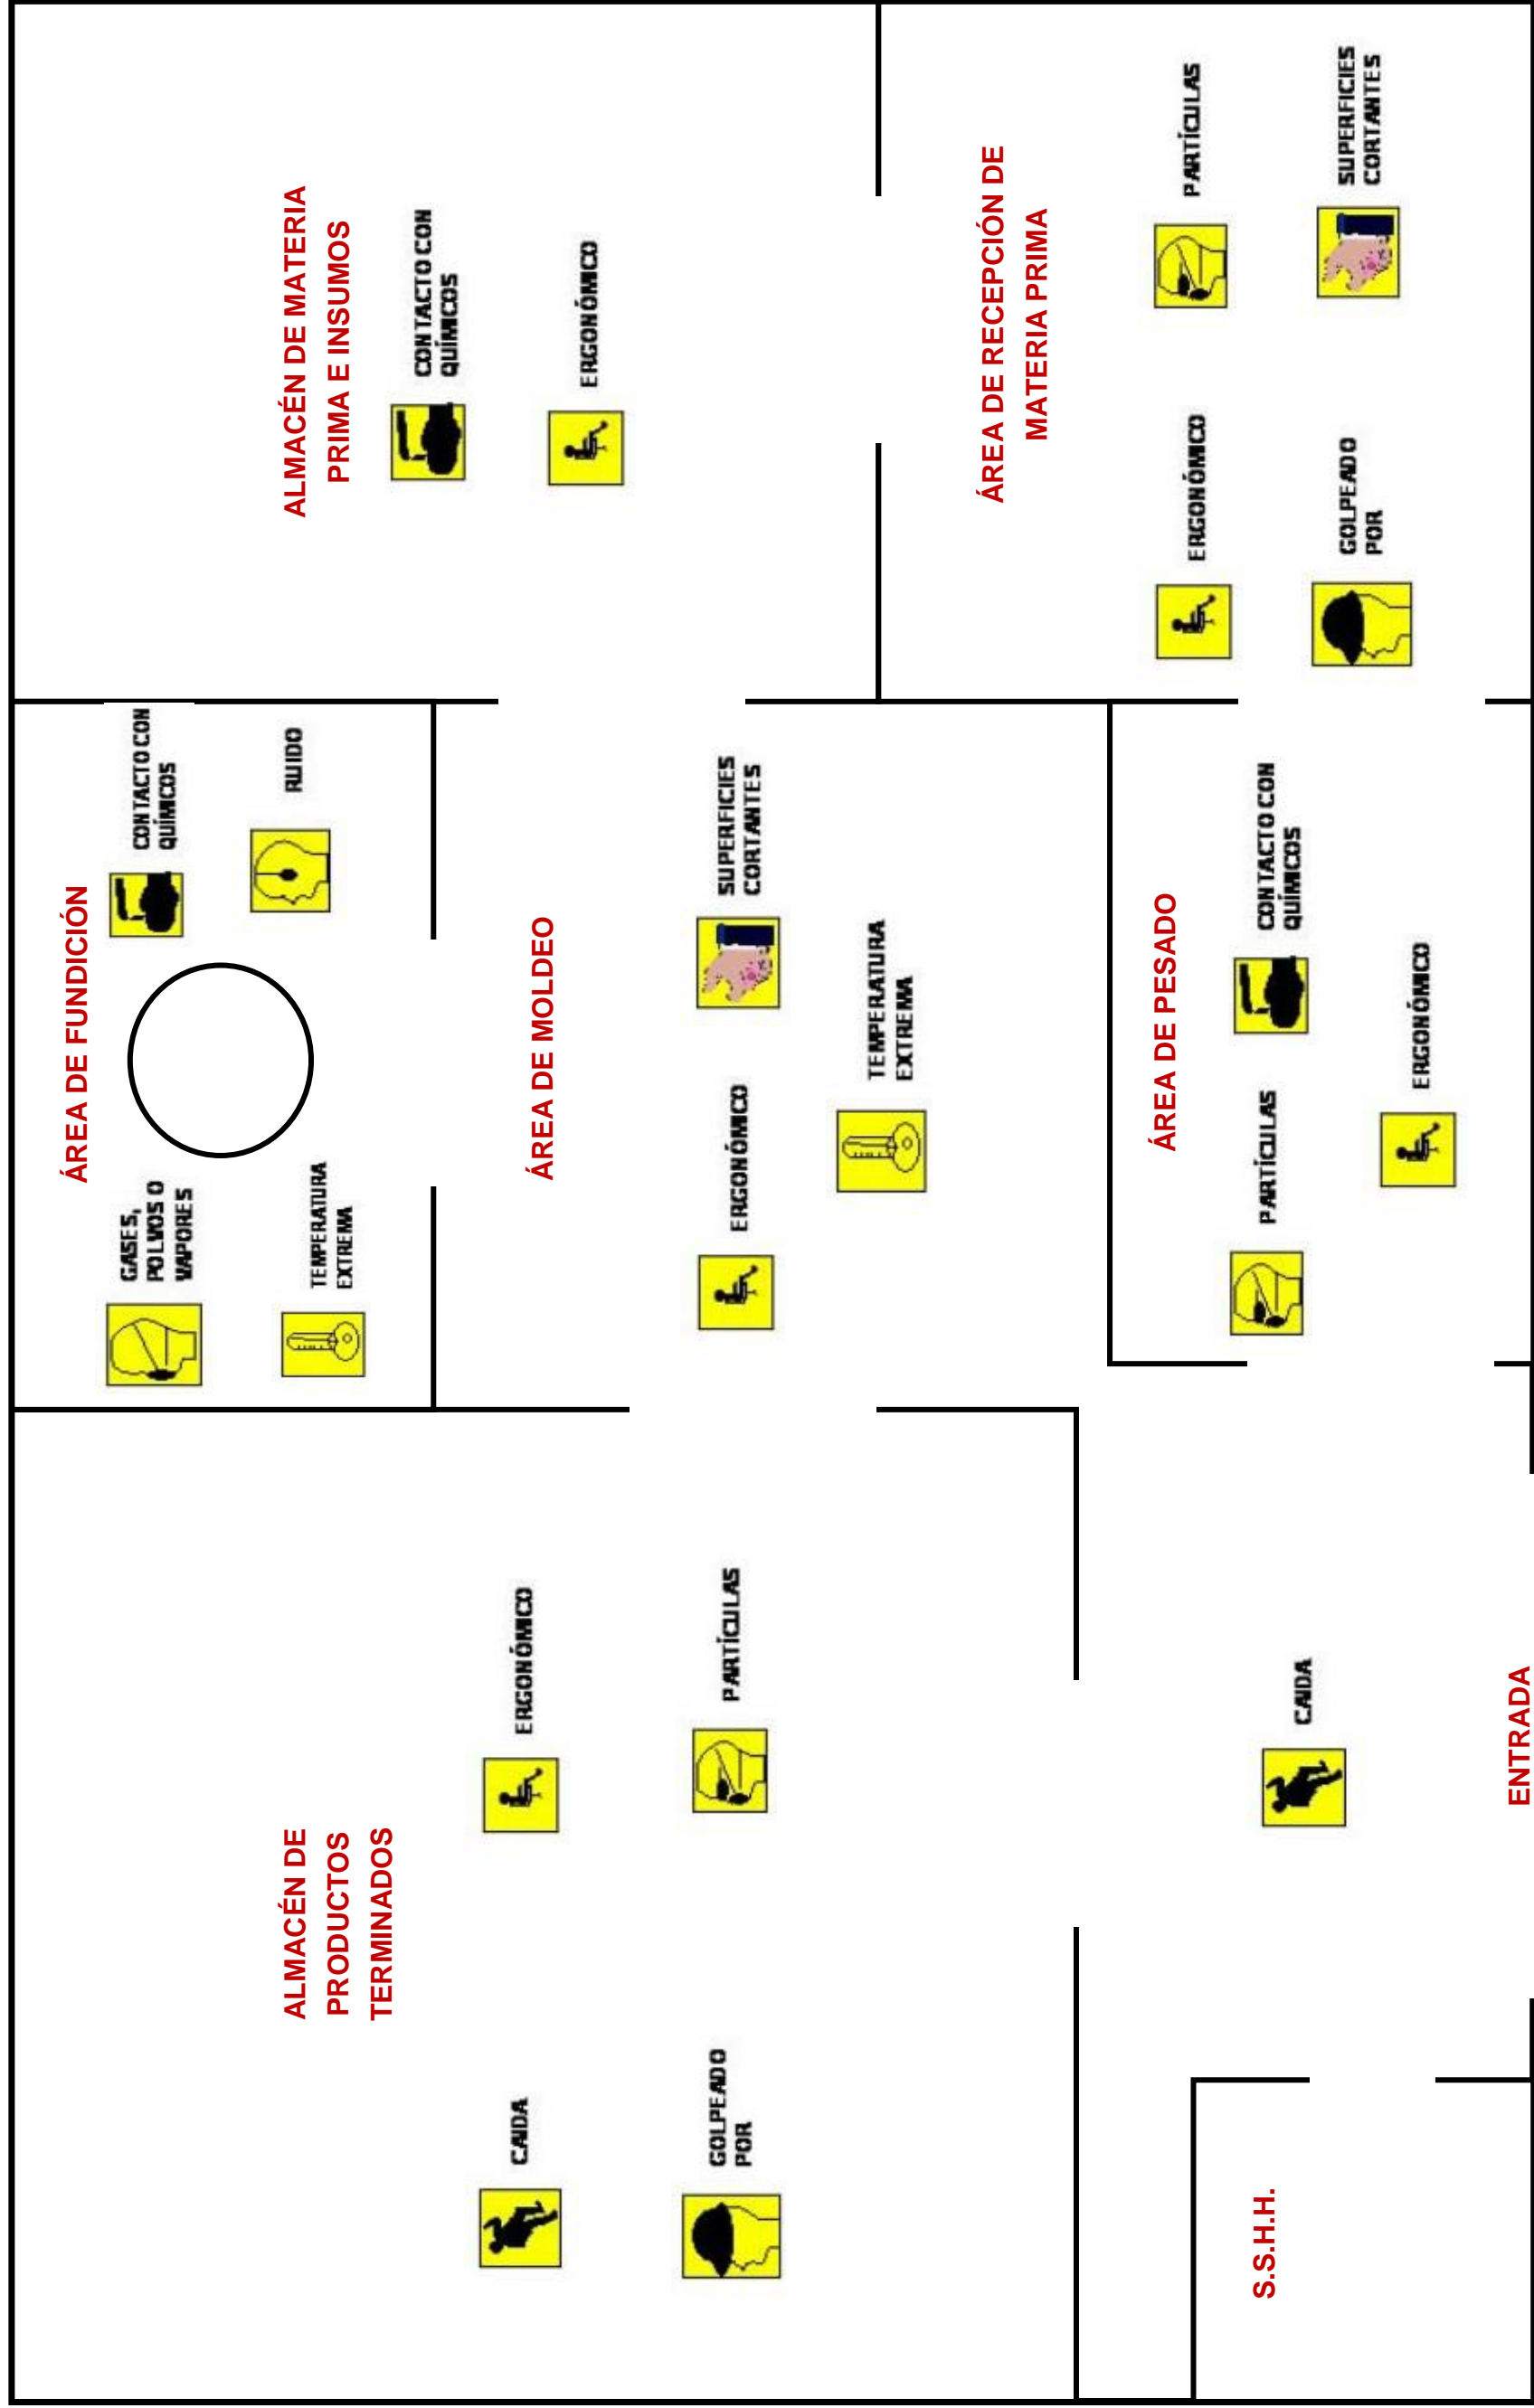 ALMACÉN DE
PRODUCTOS
TERMINADOS
CAIDA
ERGONÓMICO
GOLPEADO
POR
PARTÍCULAS
ÁREA DE FUNDICIÓN
GASES,
POLVOS O
VAPORES
CONTACTO CON
QUÍMICOS
TEMPERATURA
EXTREMA
RUIDO
ALMACÉN DE MATERIA
PRIMA E INSUMOS
CONTACTO CON
QUÍMICOS
ERGONÓMICO
ÁREA DE MOLDEO
ERGONÓMICO
SUPERFICIES
CORTANTES
TEMPERATURA
EXTREMA
ÁREA DE RECEPCIÓN DE
MATERIA PRIMA
ERGONÓMICO
PARTÍCULAS
GOLPEADO
POR
SUPERFICIES
CORTANTES
ÁREA DE PESADO
PARTÍCULAS
CONTACTO CON
QUÍMICOS
ERGONÓMICO
S.S.H.H.
CAIDA
ENTRADA